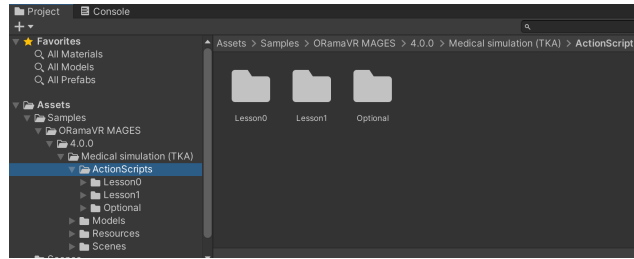 Project
Console
Favorites
All Materials
All Models
All Prefabs
Assets
Samples
ORamaVR MAGES
4.0.0
Medical simulation (TKA)
ActionScripts
Lesson0
Lesson1
Optional
Models
Resources
Scenes
Assets > Samples > ORamaVR MAGES > 4.0.0 > Medical simulation (TKA) > ActionScript
Lesson0 Lesson1 Optional